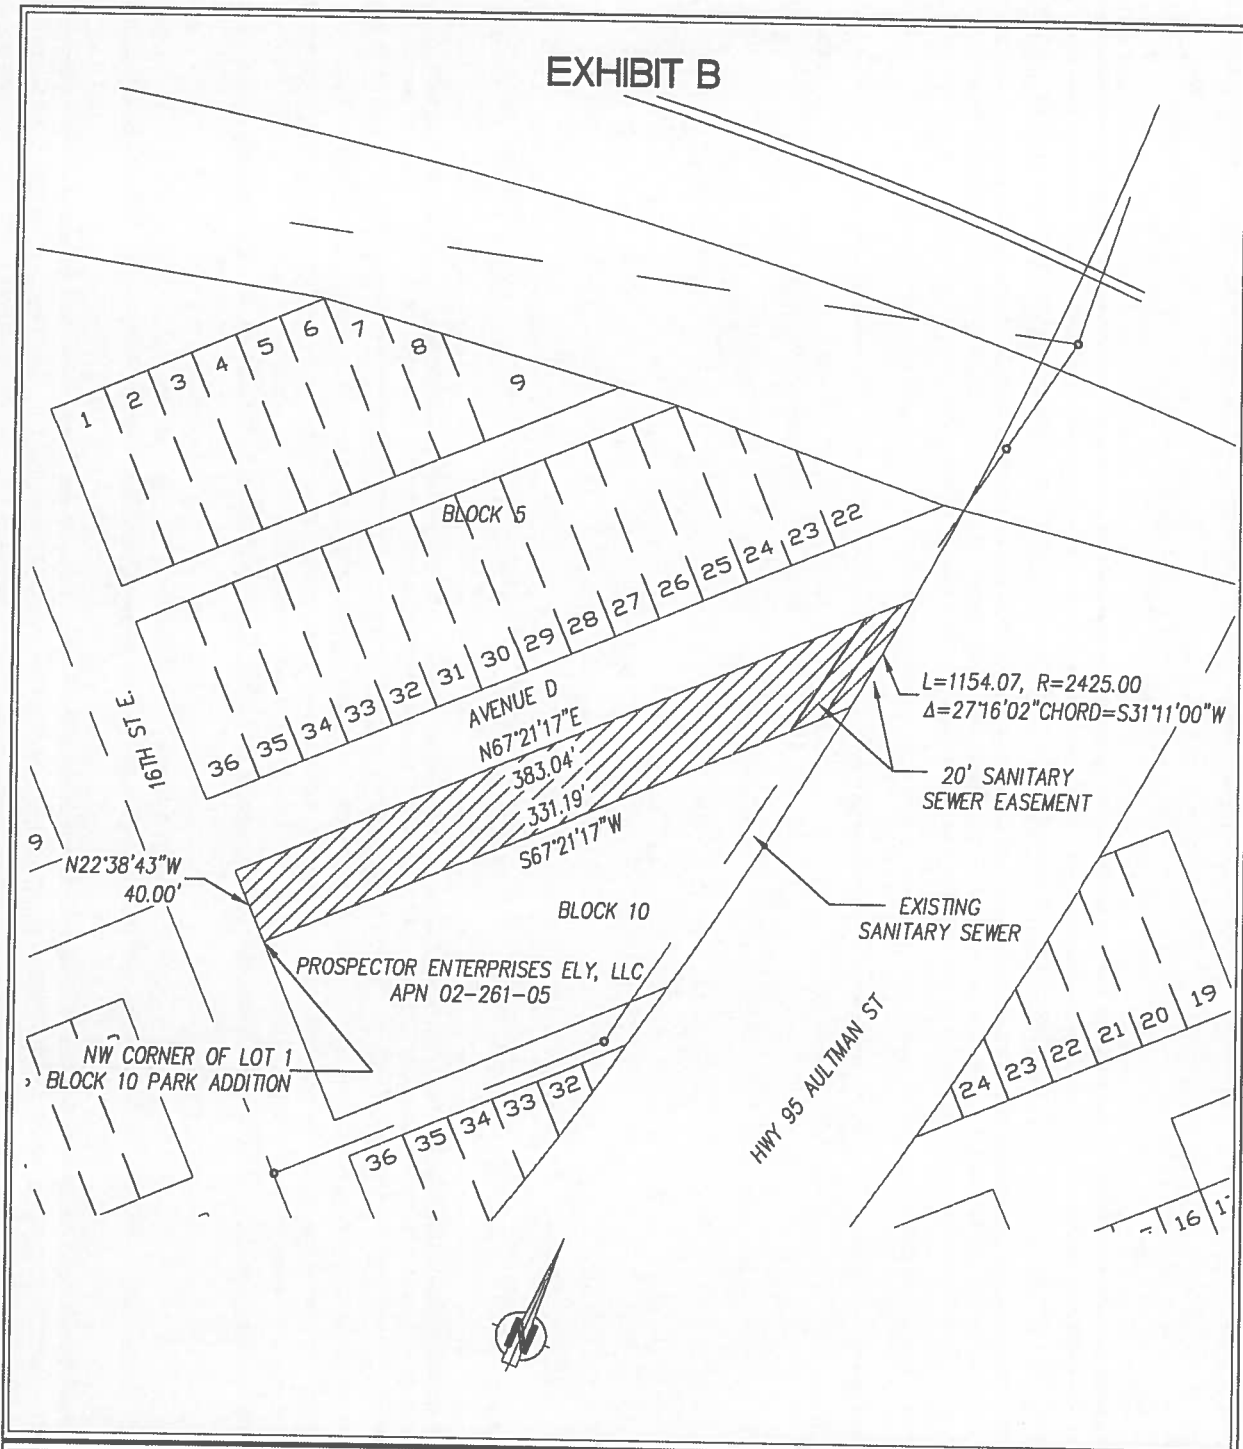 EXHIBIT B
1 2 3 4 5 6 7 8 9
BLOCK 5
36 35 34 33 32 31 30 29 28 27 26 25 24 23 22
16TH ST E.
AVENUE D
N67°21'17"E
383.04'
331.19'
S67°21'17"W
L=1154.07, R=2425.00
Δ=27°16'02"CHORD=S31°11'00"W
20' SANITARY
SEWER EASEMENT
9
N22°38'43"W
40.00'
BLOCK 10
EXISTING
SANITARY SEWER
PROSPECTOR ENTERPRISES ELY, LLC
APN 02-261-05
NW CORNER OF LOT 1
BLOCK 10 PARK ADDITION
HWY 95 AULTMAN ST
36 35 34 33 32
24 23 22 21 20 19
16
N